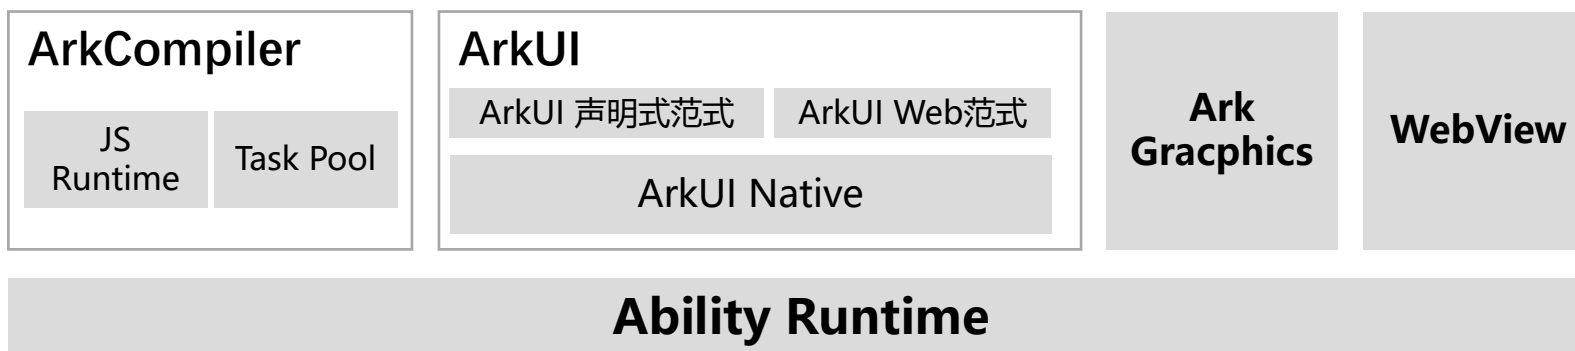 ArkCompiler
JS
Runtime
Task Pool
ArkUI
ArkUI 声明式范式
ArkUI Web范式
ArkUI Native
Ark
Gracphics
WebView
Ability Runtime